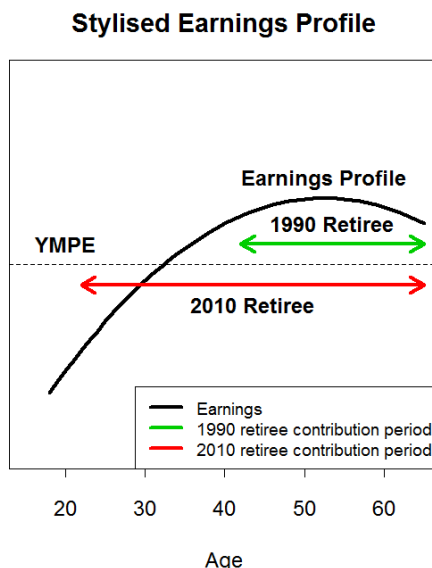 Stylised Earnings Profile
Earnings Profile
1990 Retiree
YMPE
2010 Retiree
Earnings
1990 retiree contribution period
2010 retiree contribution period
20 30 40 50 60
Age